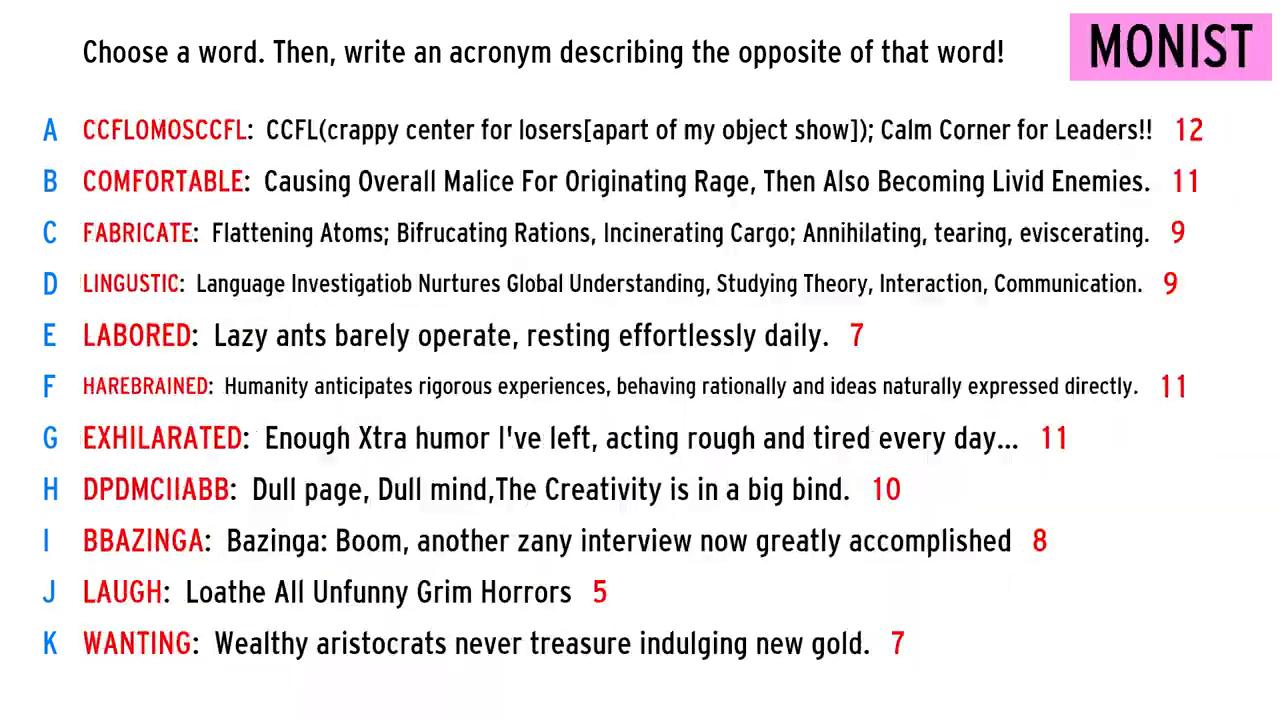 Choose a word. Then, write an acronym describing the opposite of that word!
MONIST
A CCFLOMOSCCFL: CCFL(crappy center for losers[apart of my object show]); Calm Corner for Leaders!! 12
B COMFORTABLE: Causing Overall Malice For Originating Rage, Then Also Becoming Livid Enemies. 11
C FABRICATE: Flattening Atoms; Bifrucating Rations, Incinerating Cargo; Annihilating, tearing, eviscerating. 9
D LINGUSTIC: Language Investigatiob Nurtures Global Understanding, Studying Theory, Interaction, Communication. 9
E LABORED: Lazy ants barely operate, resting effortlessly daily. 7
F HAREBRAINED: Humanity anticipates rigorous experiences, behaving rationally and ideas naturally expressed directly. 11
G EXHILARATED: Enough Xtra humor I've left, acting rough and tired every day... 11
H DPDMCIIABB: Dull page, Dull mind,The Creativity is in a big bind. 10
I BBAZINGA: Bazinga: Boom, another zany interview now greatly accomplished 8
J LAUGH: Loathe All Unfunny Grim Horrors 5
K WANTING: Wealthy aristocrats never treasure indulging new gold. 7